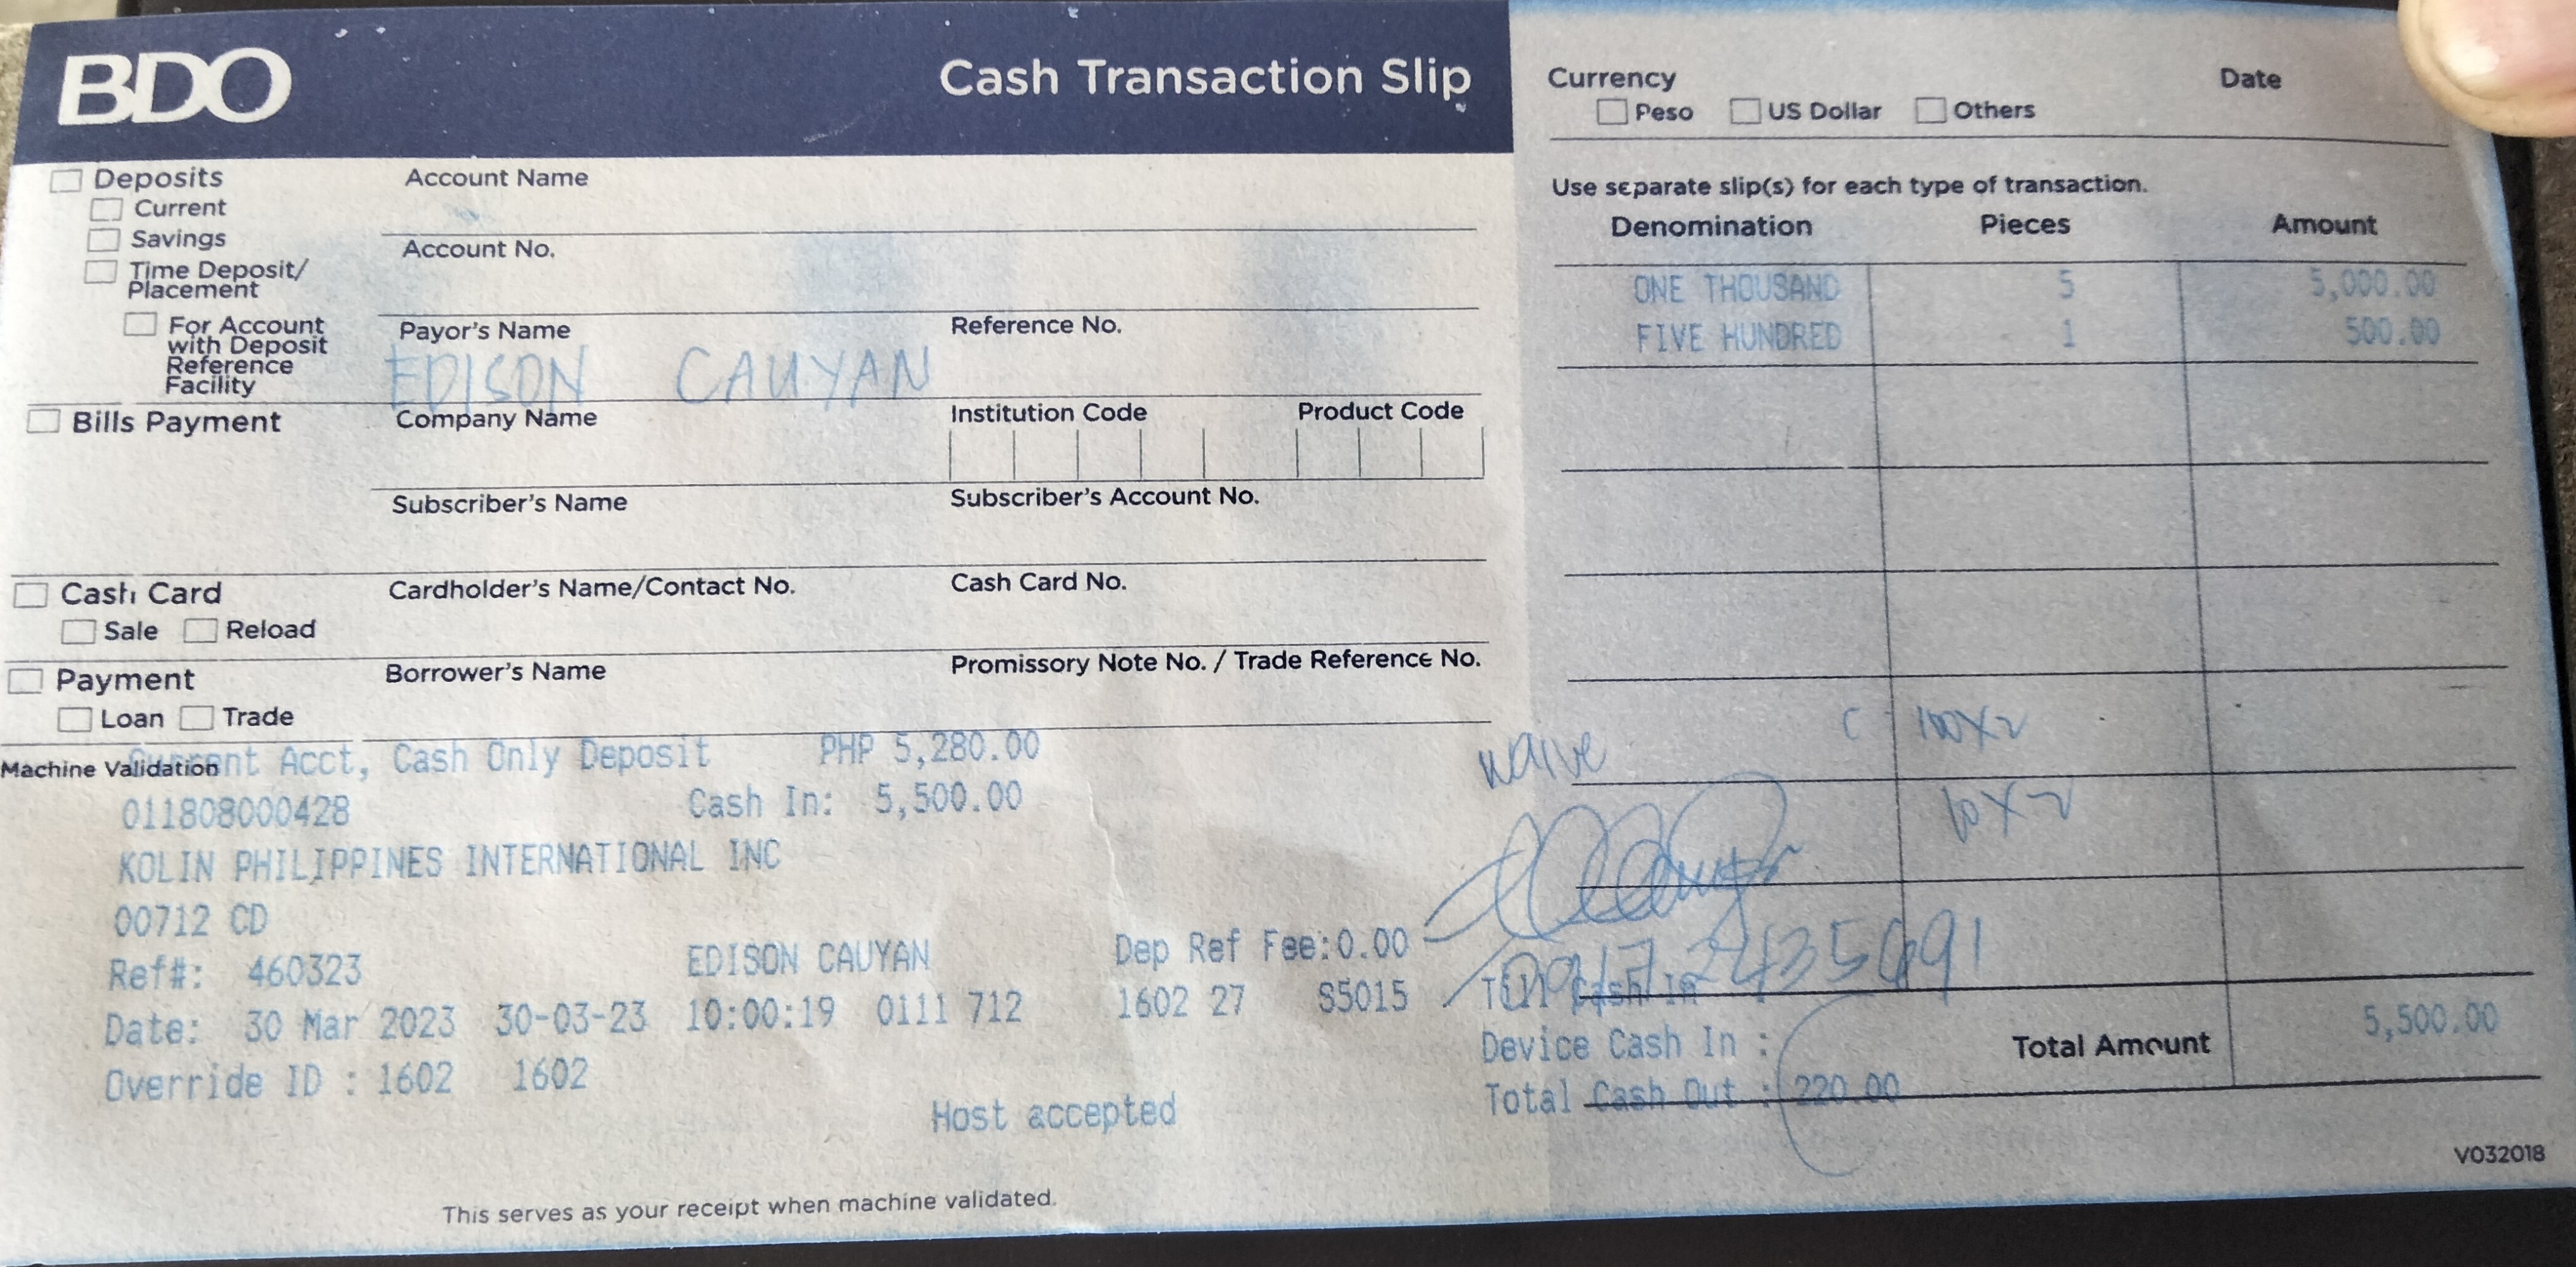 BDO
Cash Transaction Slip
Deposits
Current
Savings
Time Deposit/
Placement
For Account
with Deposit
Reference
Facility
Account Name
Account No.
Payor's Name
Reference No.
EDISON CAUYAN
Bills Payment
Company Name
Institution Code
Product Code
Subscriber's Name
Subscriber's Account No.
Cash Card
Sale
Reload
Cardholder's Name/Contact No.
Cash Card No.
Payment
Loan
Trade
Borrower's Name
Promissory Note No. / Trade Reference No.
Machine Validation
Current Acct, Cash Only Deposit PHP 5,280.00
011808000428 Cash In: 5,500.00
KOLIN PHILIPPINES INTERNATIONAL INC
00712 CD
Ref#: 460323 EDISON CAUYAN Dep Ref Fee:0.00
Date: 30 Mar 2023 30-03-23 10:00:19 0111 712 1602 27 S5015
Override ID : 1602 1602
Host accepted
This serves as your receipt when machine validated.
Currency
Date
Peso
US Dollar
Others
Use separate slip(s) for each type of transaction.
Denomination Pieces Amount
ONE THOUSAND 5 5,000.00
FIVE HUNDRED 1 500.00
C 100X2
waive
10X2
Cash In
Device Cash In :
Total Amount 5,500.00
Total Cash Out : 220.00
V032018